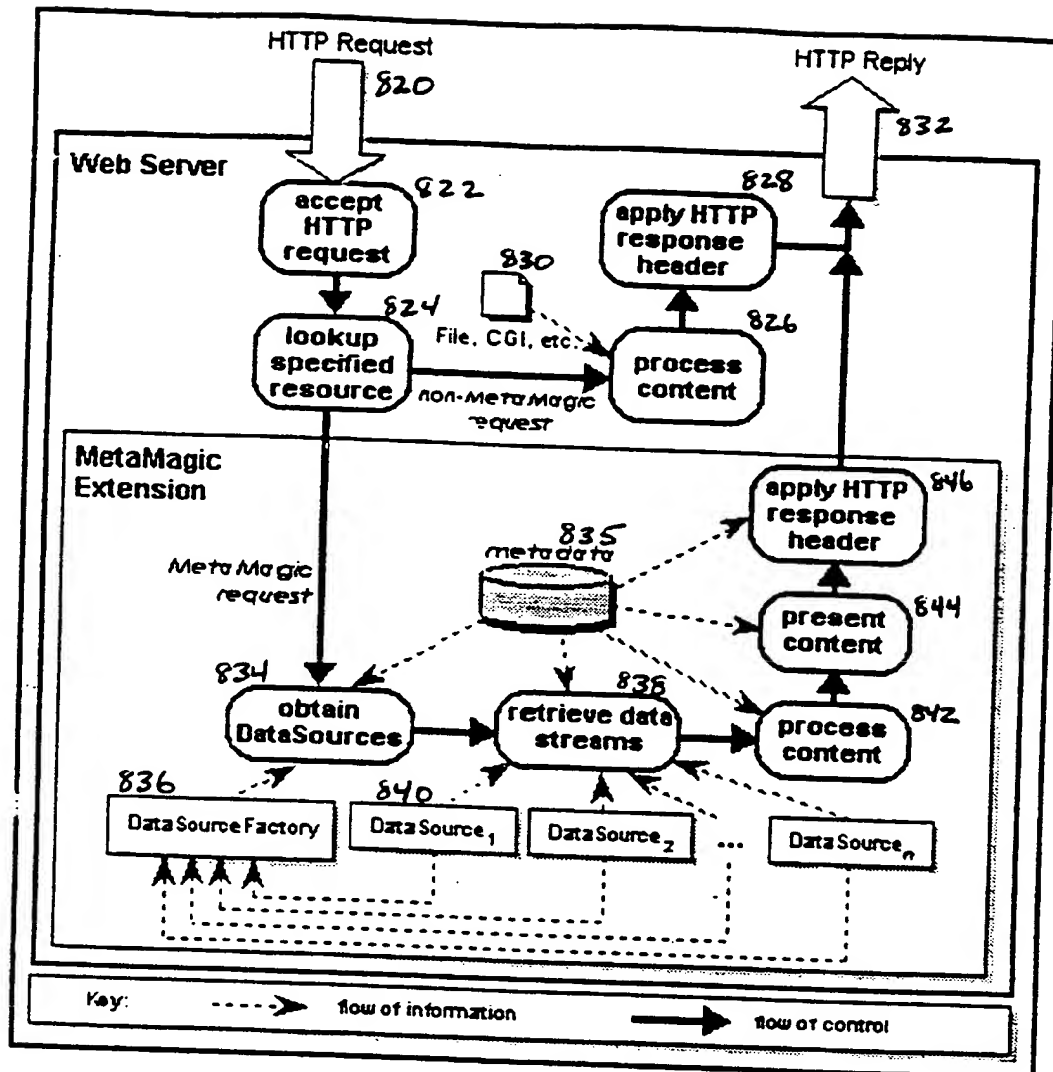 HTTP Request
820
HTTP Reply
832
Web Server
822
accept
HTTP
request
828
apply HTTP
response
header
830
File, CGI, etc.
824
lookup
specified
resource
826
process
content
non-MetaMagic
request
MetaMagic
Extension
846
apply HTTP
response
header
835
metadata
MetaMagic
request
844
present
content
834
obtain
DataSources
838
retrieve data
streams
842
process
content
836
DataSourceFactory
840
DataSource1
DataSource2
...
DataSourcen
Key:
flow of information
flow of control